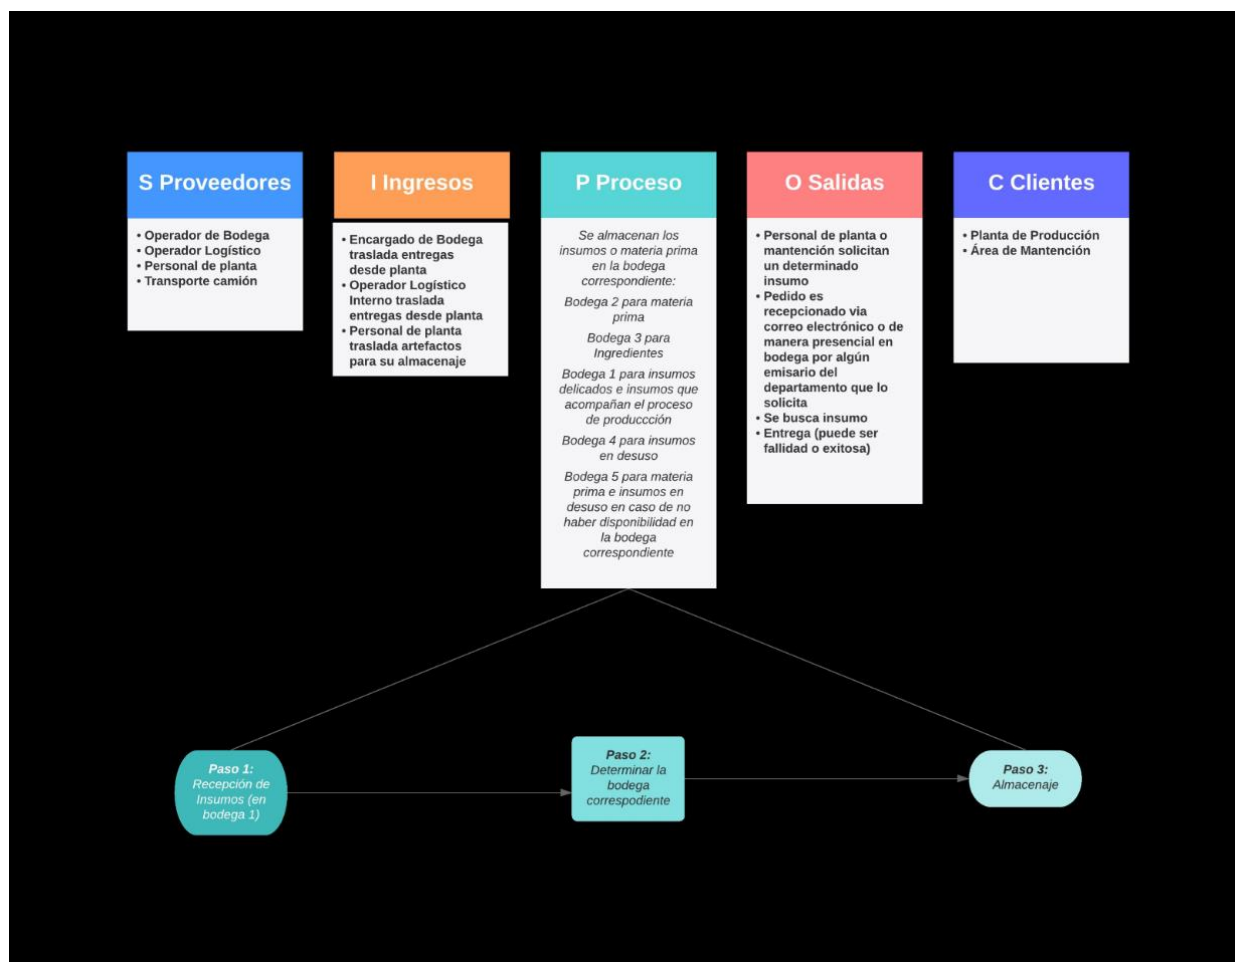 S Proveedores
• Operador de Bodega
• Operador Logístico
• Personal de planta
• Transporte camión
I Ingresos
• Encargado de Bodega
traslada entregas
desde planta
• Operador Logístico
Interno traslada
entregas desde planta
• Personal de planta
traslada artefactos
para su almacenaje
P Proceso
Se almacenan los
insumos o materia prima
en la bodega
correspondiente:
Bodega 2 para materia
prima
Bodega 3 para
Ingredientes
Bodega 1 para insumos
delicados e insumos que
acompañan el proceso
de produccción
Bodega 4 para insumos
en desuso
Bodega 5 para materia
prima e insumos en
desuso en caso de no
haber disponibilidad en
la bodega
correspondiente
O Salidas
• Personal de planta o
mantención solicitan
un determinado
insumo
• Pedido es
recepcionado via
correo electrónico o de
manera presencial en
bodega por algún
emisario del
departamento que lo
solicita
• Se busca insumo
• Entrega (puede ser
fallidad o exitosa)
C Clientes
• Planta de Producción
• Área de Mantención
Paso 1:
Recepción de
Insumos (en
bodega 1)
Paso 2:
Determinar la
bodega
correspodiente
Paso 3:
Almacenaje